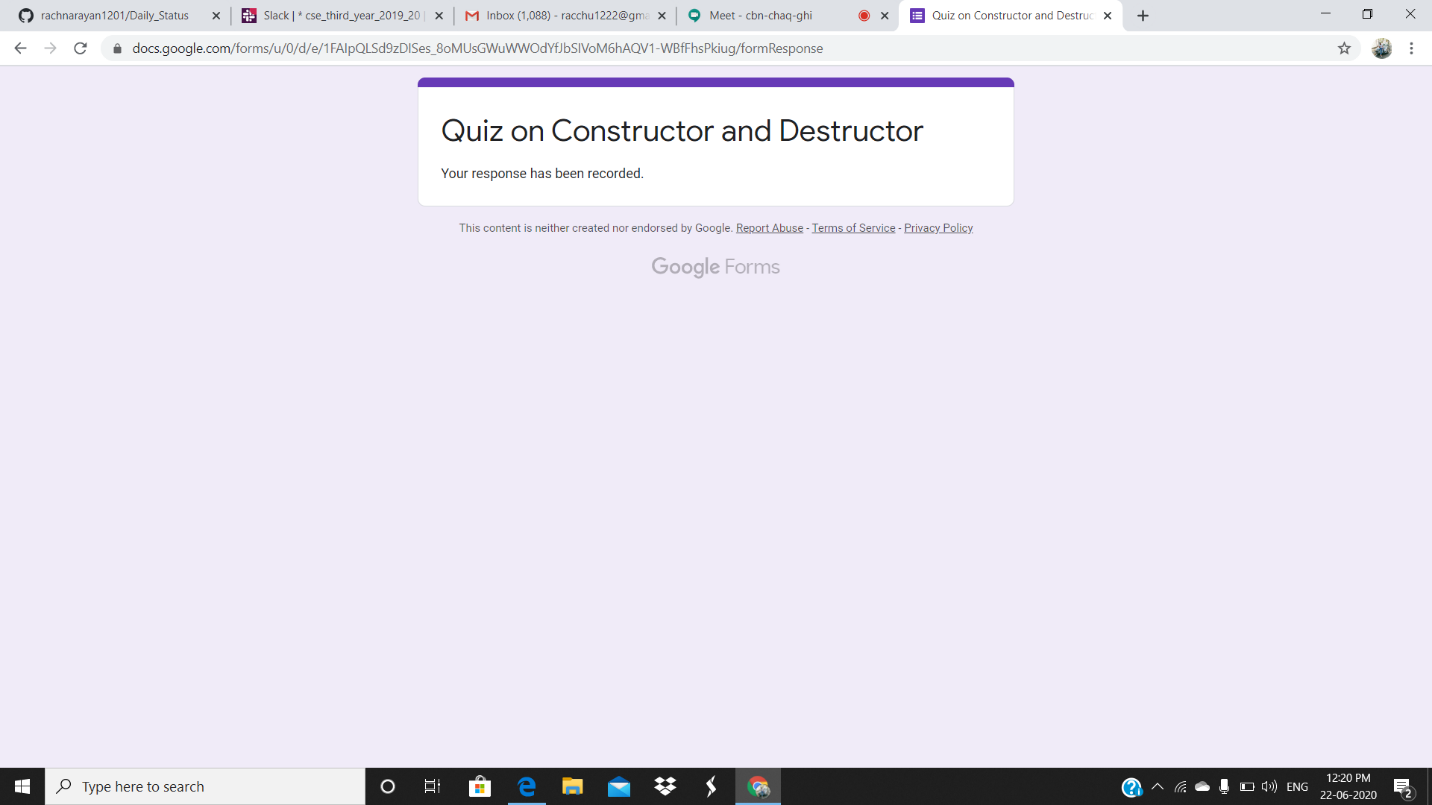 rachnarayan1201/Daily_Status
Slack | * cse_third_year_2019_20 |
Inbox (1,088) - racchu1222@gma
Meet - cbn-chaq-ghi
Quiz on Constructor and Destruc
docs.google.com/forms/u/0/d/e/1FAIpQLSd9zDISes_8oMUsGWuWWOdYfJbSlVoM6hAQV1-WBfFhsPkiug/formResponse
Quiz on Constructor and Destructor
Your response has been recorded.
This content is neither created nor endorsed by Google. Report Abuse - Terms of Service - Privacy Policy
Google Forms
Type here to search
ENG
12:20 PM
22-06-2020
2